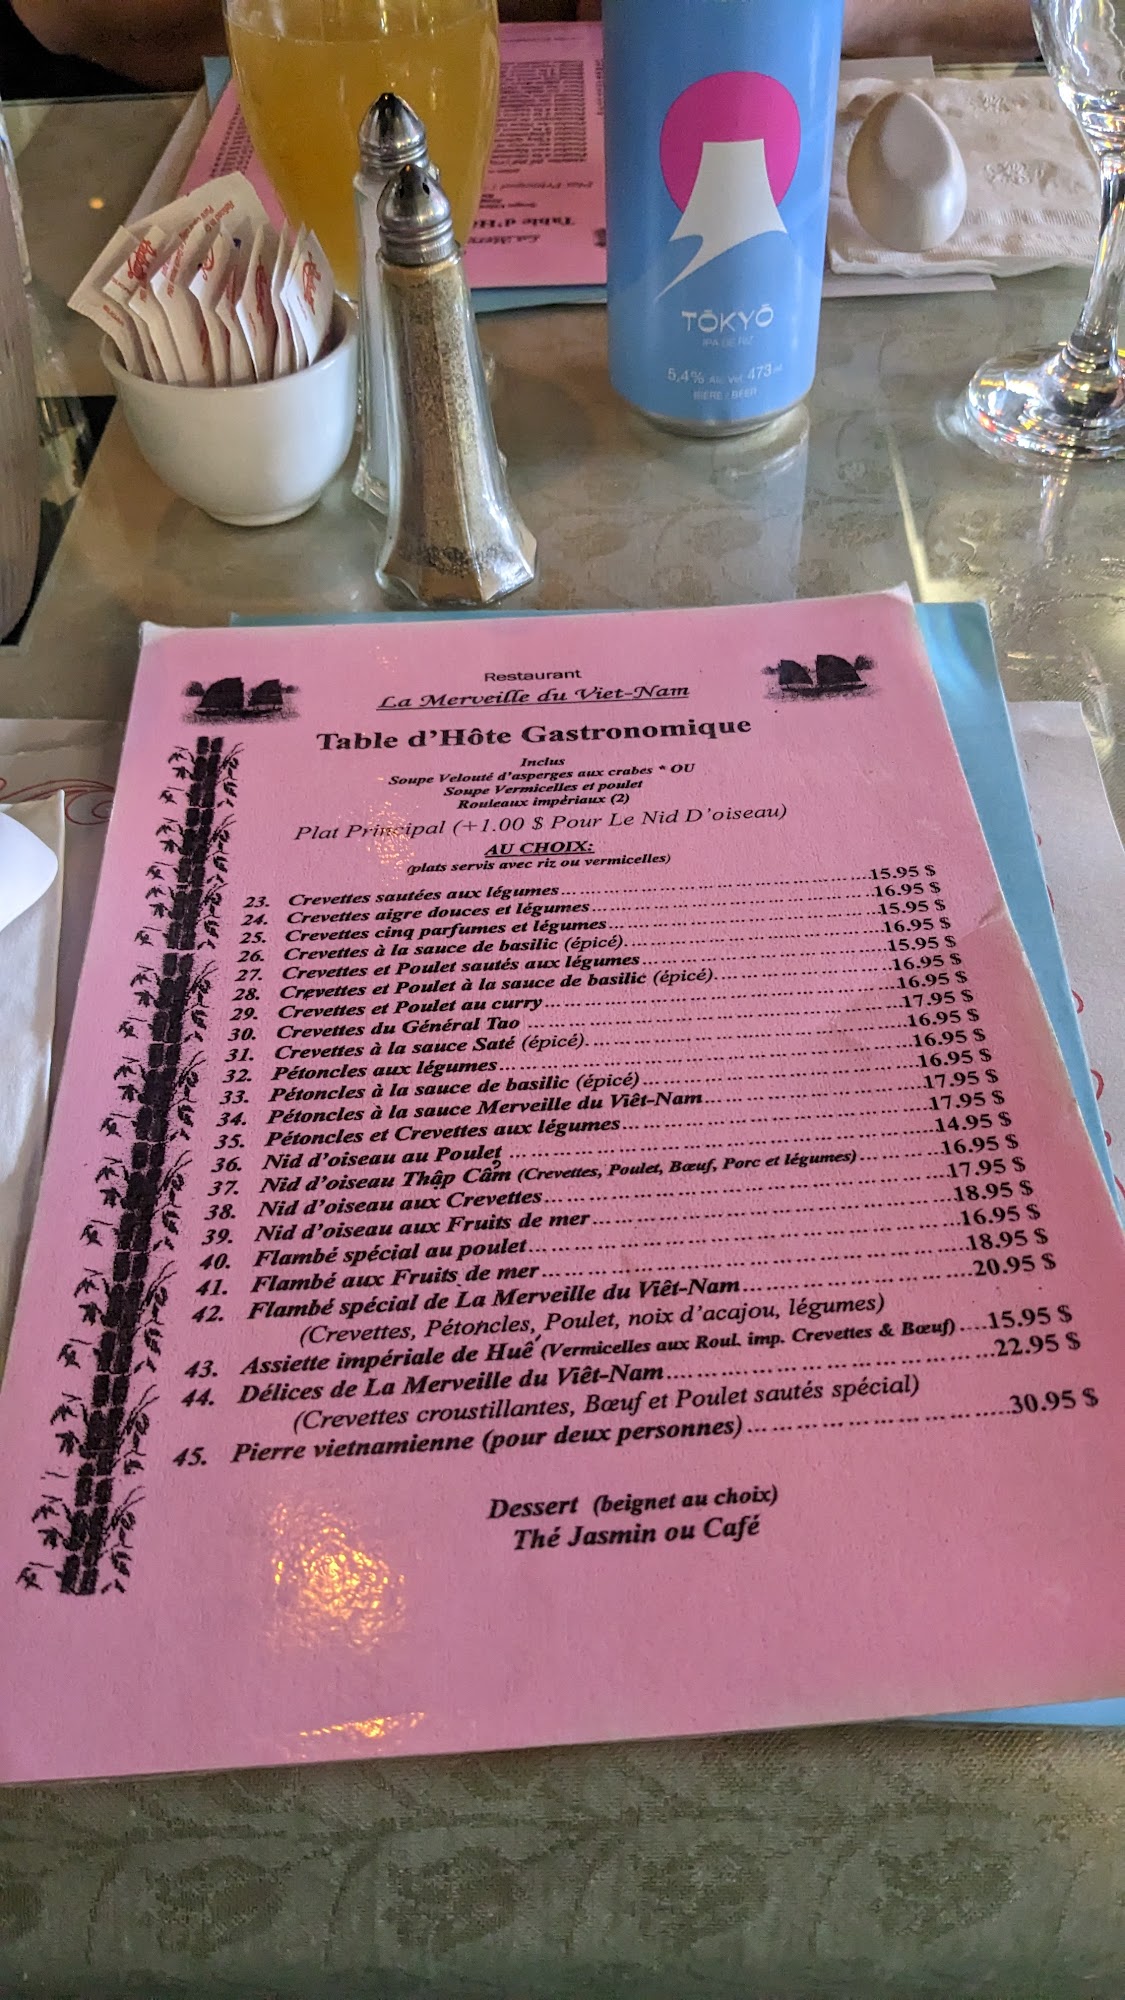 TŌKYŌ
IPA DE RIZ
5,4% Alc Vol 473 ml
BIÈRE / BEER
Table d'H
Restaurant
La Merveille du Viet-Nam
Table d'Hôte Gastronomique
Inclus
Soupe Velouté d'asperges aux crabes * OU
Soupe Vermicelles et poulet
Rouleaux impériaux (2)
Plat Principal (+1.00 $ Pour Le Nid D'oiseau)
AU CHOIX:
(plats servis avec riz ou vermicelles)
23. Crevettes sautées aux légumes...15.95 $
24. Crevettes aigre douces et légumes...16.95 $
25. Crevettes cinq parfumes et légumes...15.95 $
26. Crevettes à la sauce de basilic (épicé)...16.95 $
27. Crevettes et Poulet sautés aux légumes...15.95 $
28. Crevettes et Poulet à la sauce de basilic (épicé)...16.95 $
29. Crevettes et Poulet au curry...16.95 $
30. Crevettes du Général Tao ...17.95 $
31. Crevettes à la sauce Saté (épicé)...16.95 $
32. Pétoncles aux légumes...16.95 $
33. Pétoncles à la sauce de basilic (épicé)...16.95 $
34. Pétoncles à la sauce Merveille du Viêt-Nam...17.95 $
35. Pétoncles et Crevettes aux légumes...17.95 $
36. Nid d'oiseau au Poulet ...14.95 $
37. Nid d'oiseau Thập Cẩm (Crevettes, Poulet, Bœuf, Porc et légumes)...16.95 $
38. Nid d'oiseau aux Crevettes...17.95 $
39. Nid d'oiseau aux Fruits de mer...18.95 $
40. Flambé spécial au poulet...16.95 $
41. Flambé aux Fruits de mer...18.95 $
42. Flambé spécial de La Merveille du Viêt-Nam...20.95 $
(Crevettes, Pétoncles, Poulet, noix d'acajou, légumes)
43. Assiette impériale de Huế (Vermicelles aux Roul. imp. Crevettes & Bœuf)....15.95 $
44. Délices de La Merveille du Viêt-Nam...22.95 $
(Crevettes croustillantes, Bœuf et Poulet sautés spécial)
45. Pierre vietnamienne (pour deux personnes)...30.95 $
Dessert (beignet au choix)
Thé Jasmin ou Café